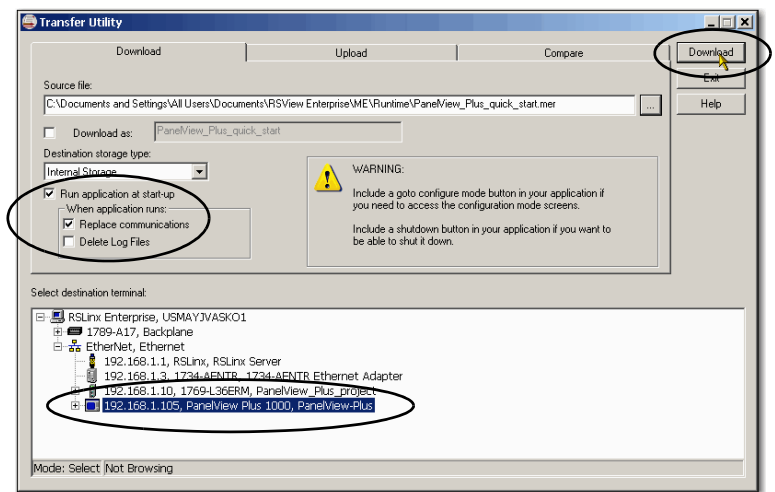 Transfer Utility
Download
Upload
Compare
Download
Exit
Help
Source file:
C:\Documents and Settings\All Users\Documents\RSView Enterprise\ME\Runtime\PanelView_Plus_quick_start.mer
...
Download as:
PanelView_Plus_quick_start
Destination storage type:
Internal Storage
Run application at start-up
When application runs:
Replace communications
Delete Log Files
WARNING:
Include a goto configure mode button in your application if
you need to access the configuration mode screens.
Include a shutdown button in your application if you want to
be able to shut it down.
Select destination terminal:
RSLinx Enterprise, USMAYJVASKO1
1789-A17, Backplane
EtherNet, Ethernet
192.168.1.1, RSLinx, RSLinx Server
192.168.1.3, 1734-AENTR, 1734-AENTR Ethernet Adapter
192.168.1.10, 1769-L36ERM, PanelView_Plus_project
192.168.1.105, PanelView Plus 1000, PanelView-Plus
Mode: Select Not Browsing